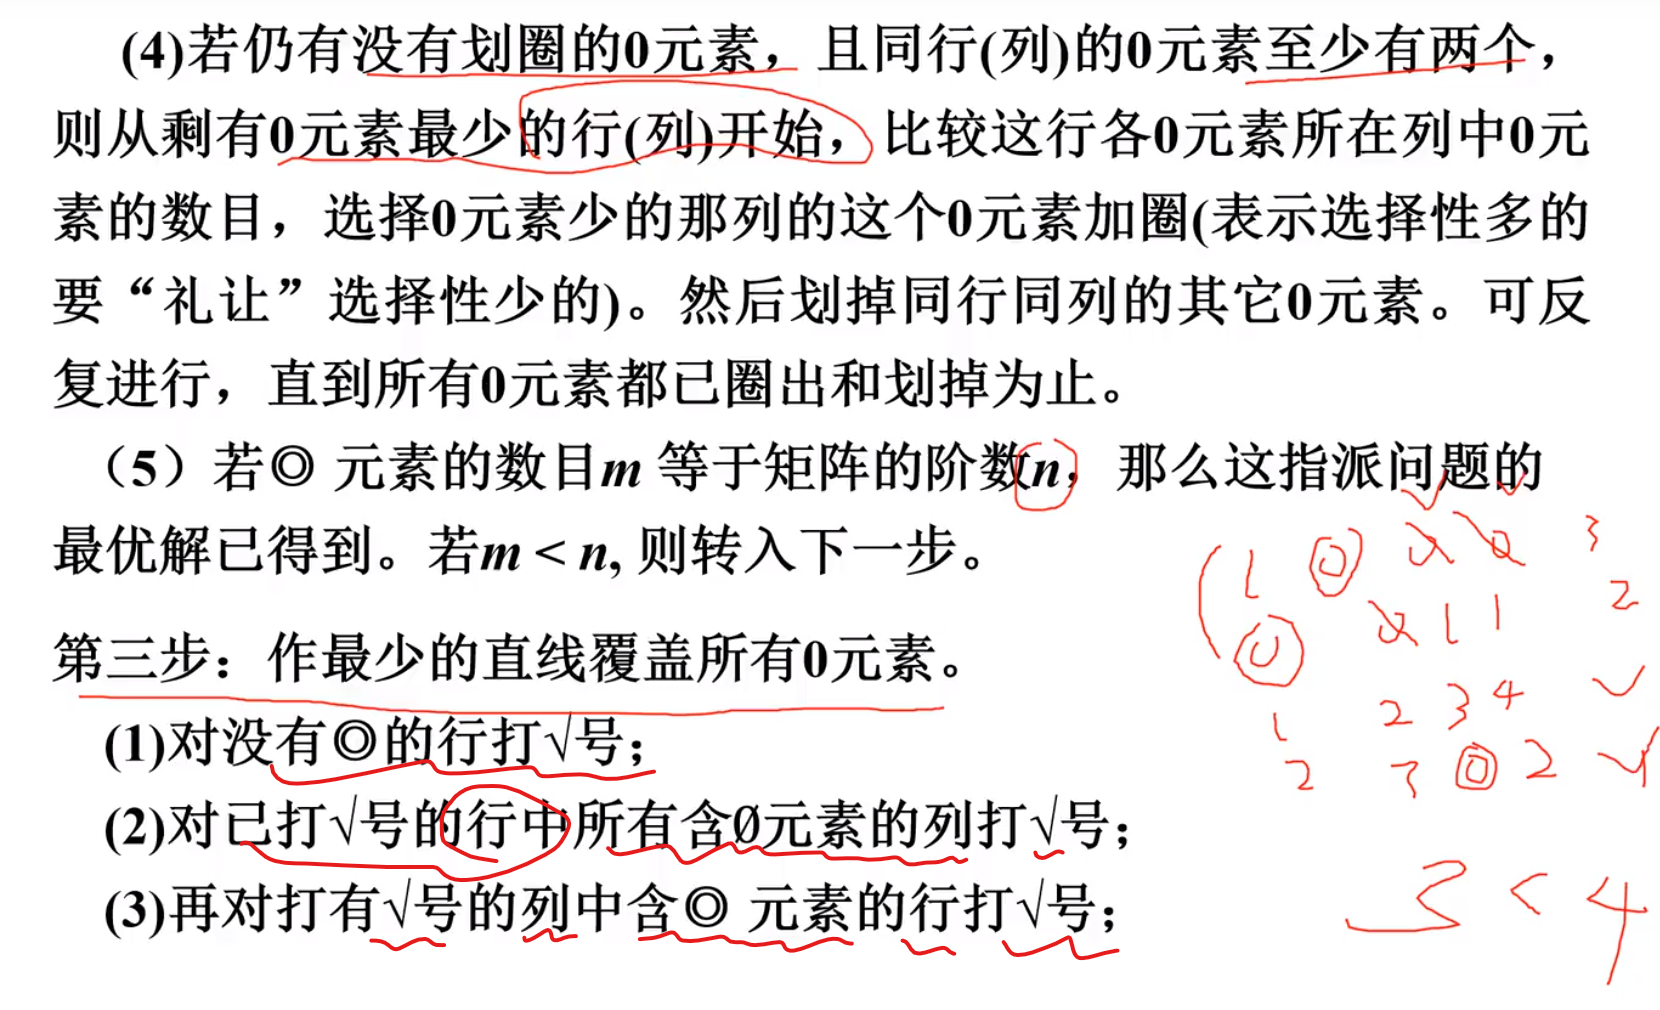 (4)若仍有没有划圈的0元素，且同行(列)的0元素至少有两个，
则从剩有0元素最少的行(列)开始，比较这行各0元素所在列中0元
素的数目，选择0元素少的那列的这个0元素加圈(表示选择性多的
要“礼让”选择性少的)。然后划掉同行同列的其它0元素。可反
复进行，直到所有0元素都已圈出和划掉为止。
（5）若◎ 元素的数目m 等于矩阵的阶数n，那么这指派问题的
最优解已得到。若m < n, 则转入下一步。
第三步：作最少的直线覆盖所有0元素。
(1)对没有◎的行打√号；
(2)对已打√号的行中所有含∅元素的列打√号；
(3)再对打有√号的列中含◎ 元素的行打√号；
√ √
( 1 ◎ 0 0 3
◎ 0 1 1 2
1 2 3 4 √
2 3 ◎ 2 √
3 < 4